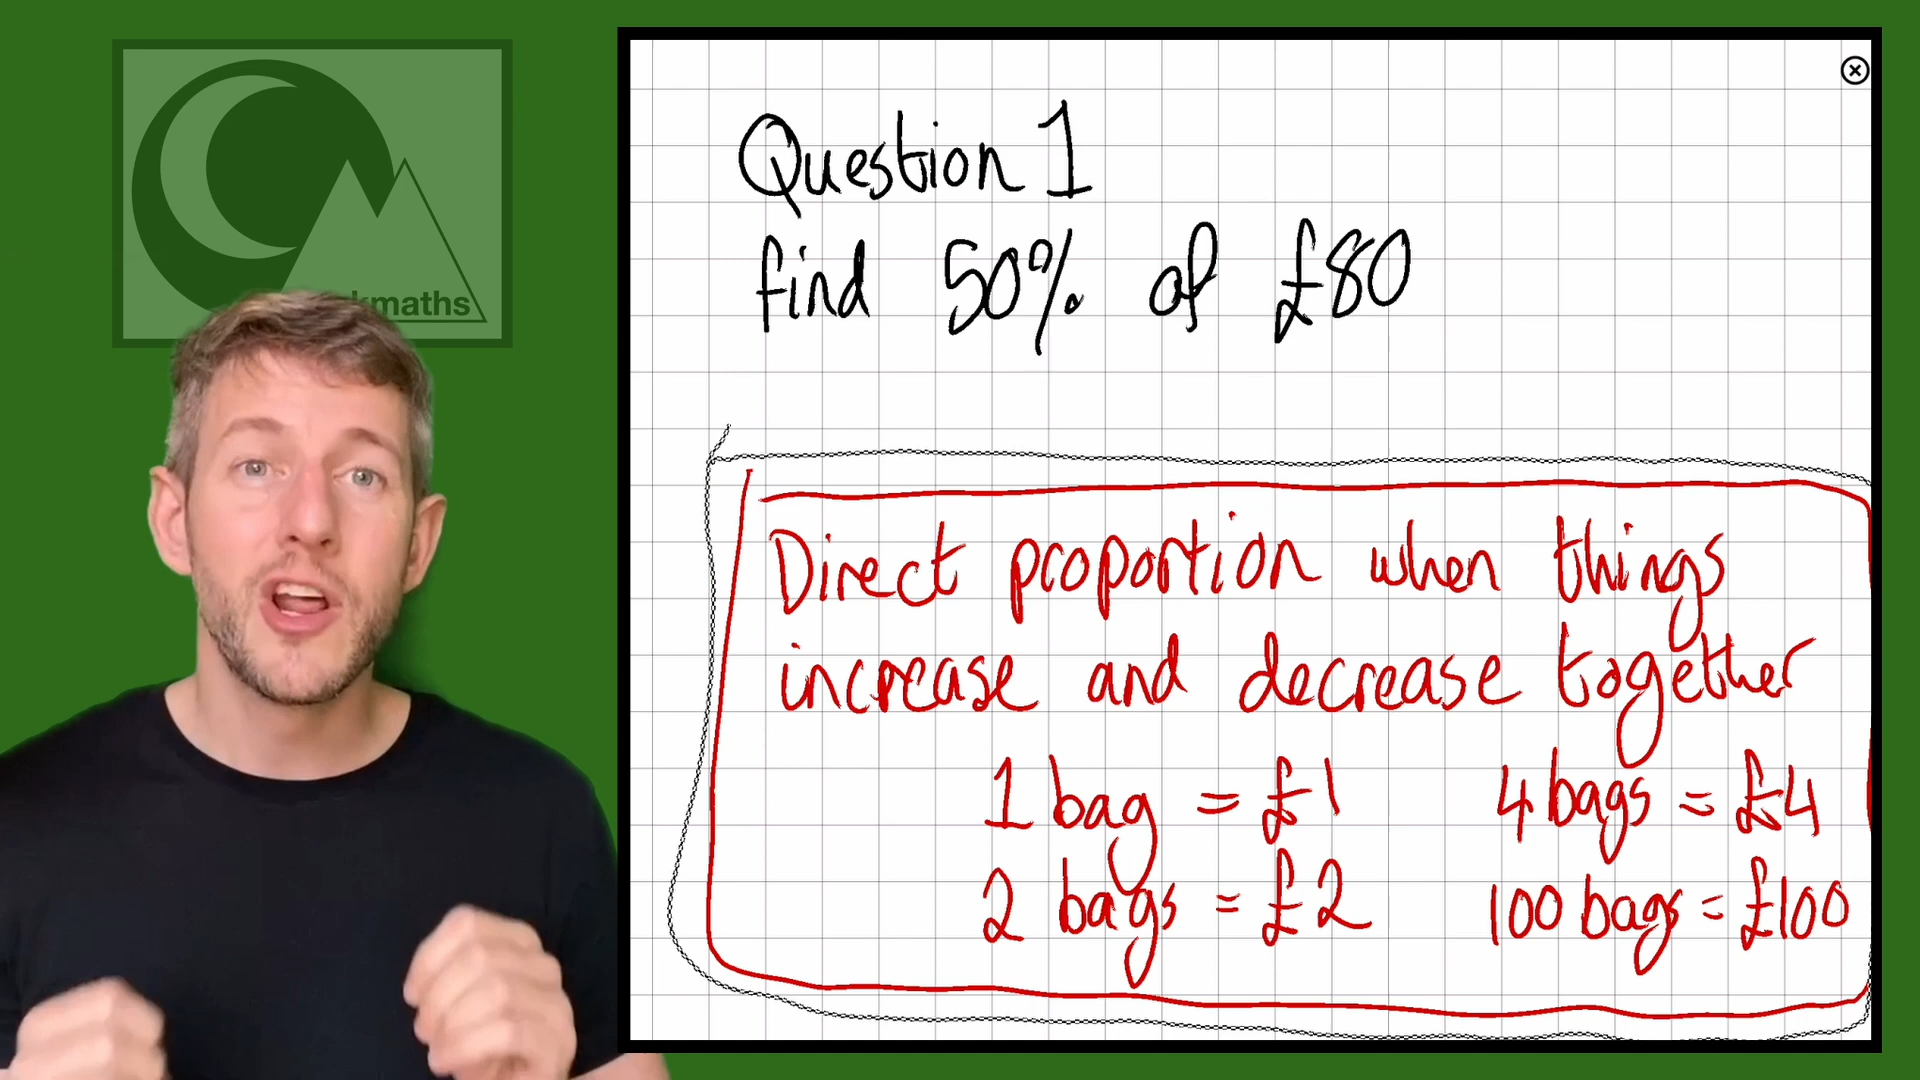 kmaths
Question 1
find 50% of £80
Direct proportion when things
increase and decrease together
1 bag = £1
4 bags = £4
2 bags = £2
100 bags = £100